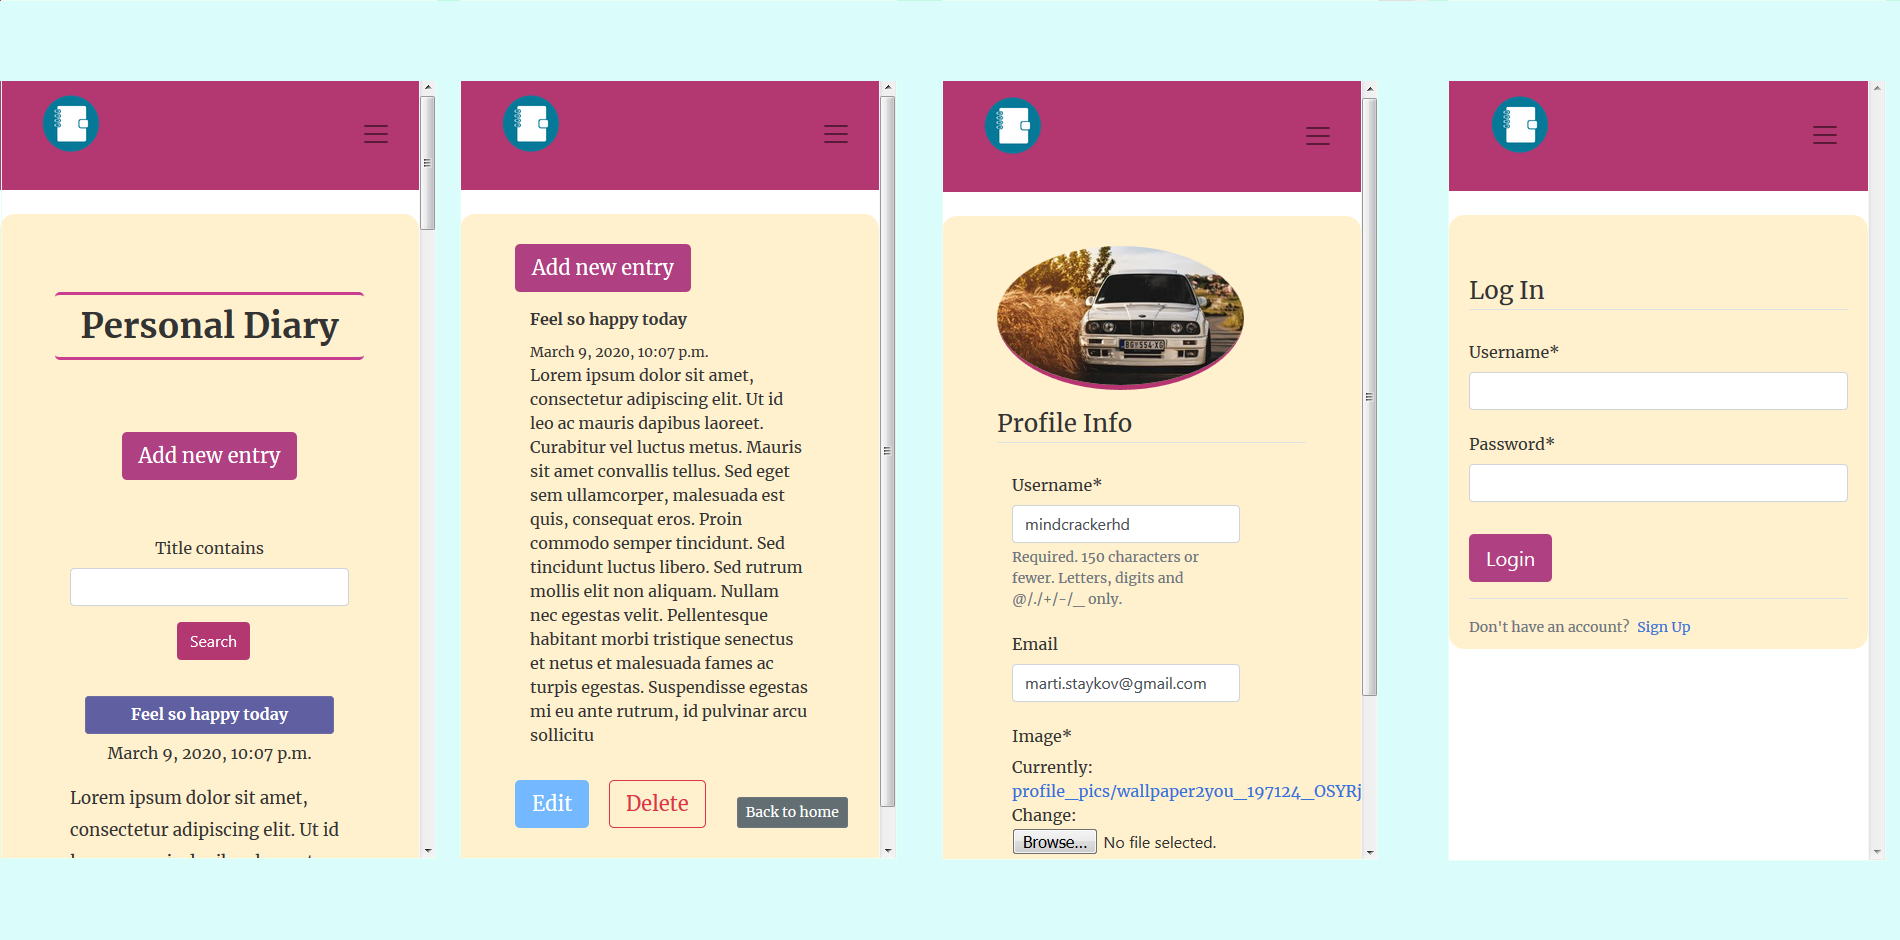 Personal Diary
Add new entry
Title contains
Search
Feel so happy today
March 9, 2020, 10:07 p.m.
Lorem ipsum dolor sit amet,
consectetur adipiscing elit. Ut id
Add new entry
Feel so happy today
March 9, 2020, 10:07 p.m.
Lorem ipsum dolor sit amet,
consectetur adipiscing elit. Ut id
leo ac mauris dapibus laoreet.
Curabitur vel luctus metus. Mauris
sit amet convallis tellus. Sed eget
sem ullamcorper, malesuada est
quis, consequat eros. Proin
commodo semper tincidunt. Sed
tincidunt luctus libero. Sed rutrum
mollis elit non aliquam. Nullam
nec egestas velit. Pellentesque
habitant morbi tristique senectus
et netus et malesuada fames ac
turpis egestas. Suspendisse egestas
mi eu ante rutrum, id pulvinar arcu
sollicitu
Edit
Delete
Back to home
BG 554-XG
Profile Info
Username*
mindcrackerhd
Required. 150 characters or
fewer. Letters, digits and
@/./+/-/_ only.
Email
marti.staykov@gmail.com
Image*
Currently:
profile_pics/wallpaper2you_197124_OSYRj
Change:
Browse... No file selected.
Log In
Username*
Password*
Login
Don't have an account? Sign Up